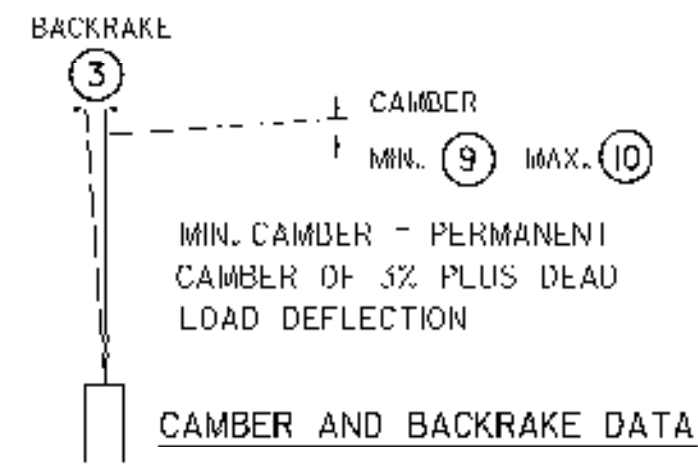 BACKRAKE
3
CAMBER
MIN. 9 MAX. 10
MIN. CAMBER - PERMANENT
CAMBER OF 3% PLUS DEAD
LOAD DEFLECTION
CAMBER AND BACKRAKE DATA